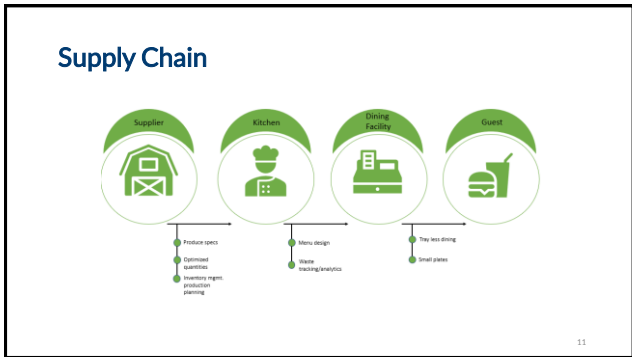 Supply Chain
Supplier
Kitchen
Dining
Facility
Guest
Produce specs
Optimized
quantities
Inventory mgmt.
production
planning
Menu design
Waste
tracking/analytics
Tray less dining
Small plates
11